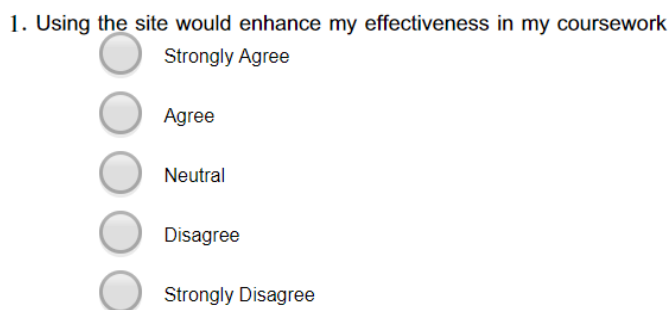 1. Using the site would enhance my effectiveness in my coursework
Strongly Agree
Agree
Neutral
Disagree
Strongly Disagree